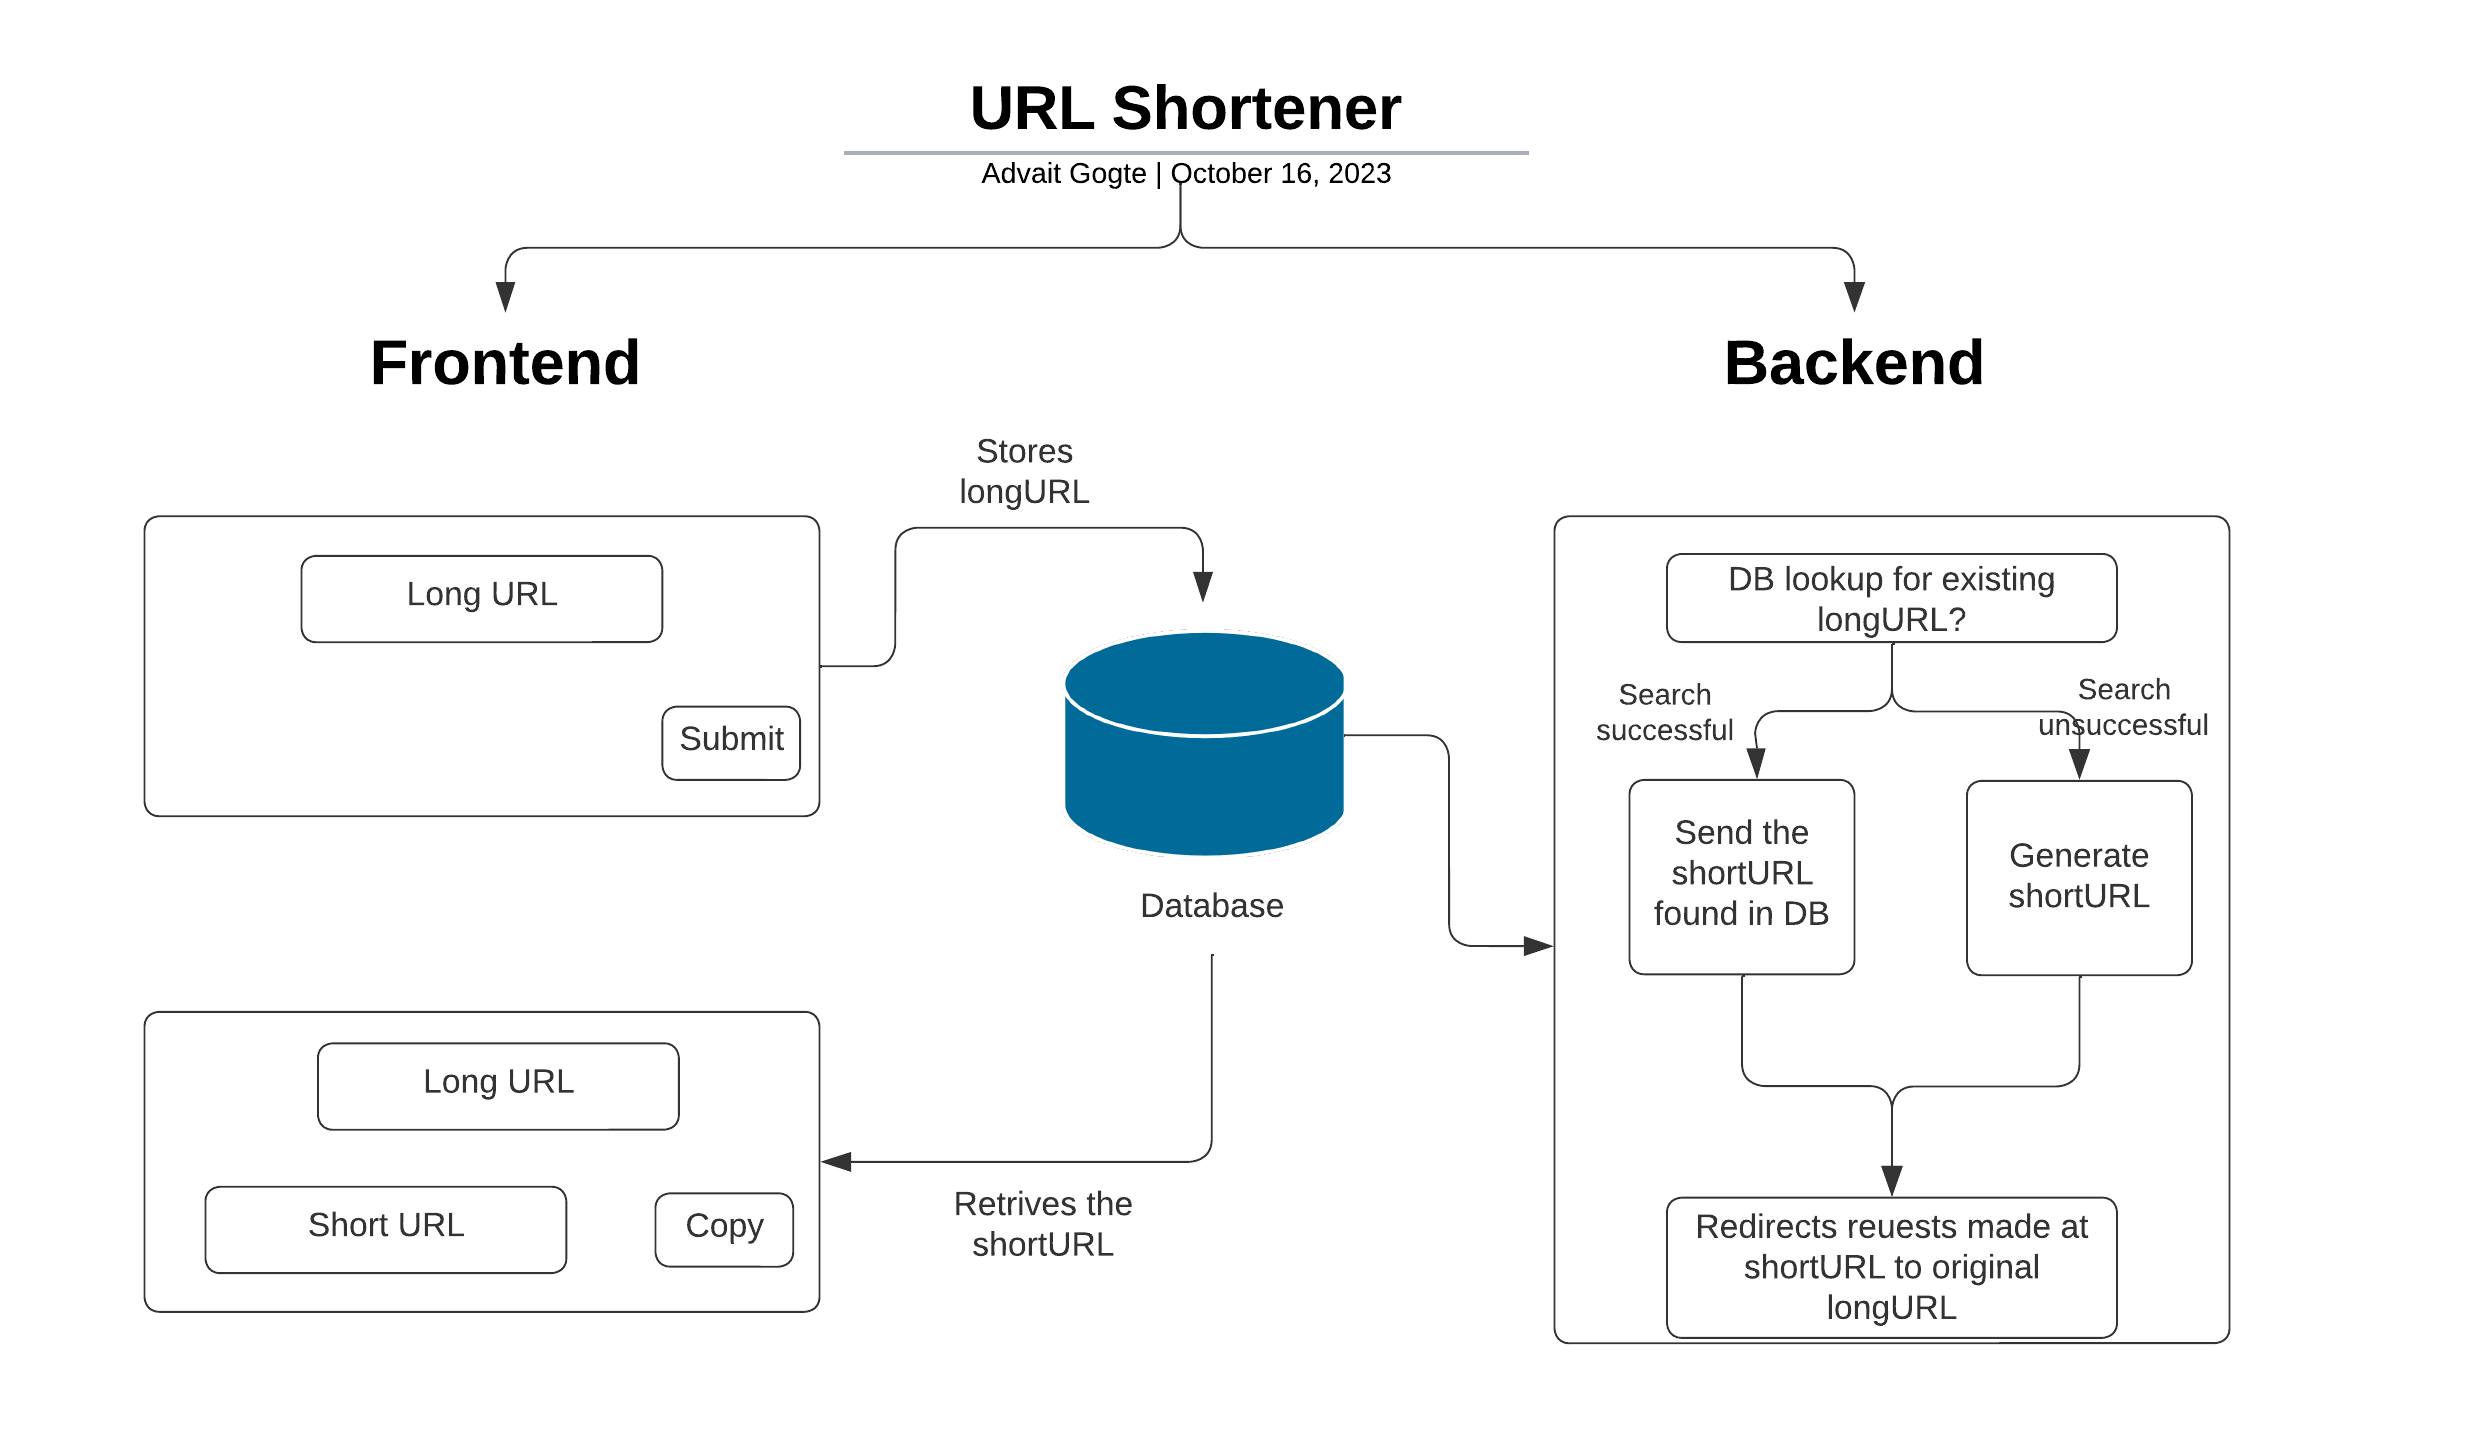 URL Shortener
Advait Gogte | October 16, 2023
Frontend
Backend
Stores
longURL
Long URL
Submit
Database
Long URL
Short URL
Copy
Retrives the
shortURL
DB lookup for existing
longURL?
Search
successful
Search
unsuccessful
Send the
shortURL
found in DB
Generate
shortURL
Redirects reuests made at
shortURL to original
longURL